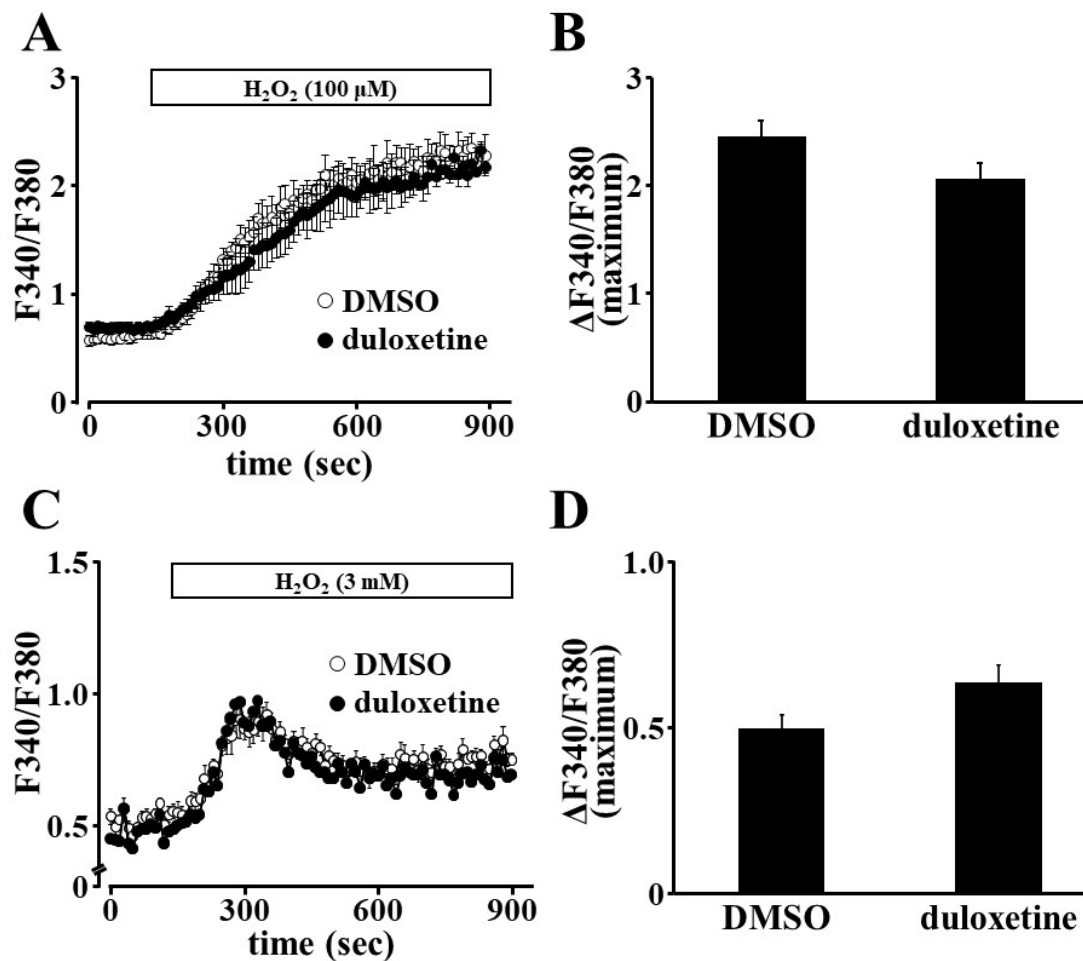 A
H₂O₂ (100 µM)
3
2
1
0
F340/F380
DMSO
duloxetine
0
300
600
900
time (sec)
B
3
2
1
0
ΔF340/F380
(maximum)
DMSO
duloxetine
C
H₂O₂ (3 mM)
1.5
1.0
0.5
0
F340/F380
DMSO
duloxetine
0
300
600
900
time (sec)
D
1.0
0.5
0
ΔF340/F380
(maximum)
DMSO
duloxetine